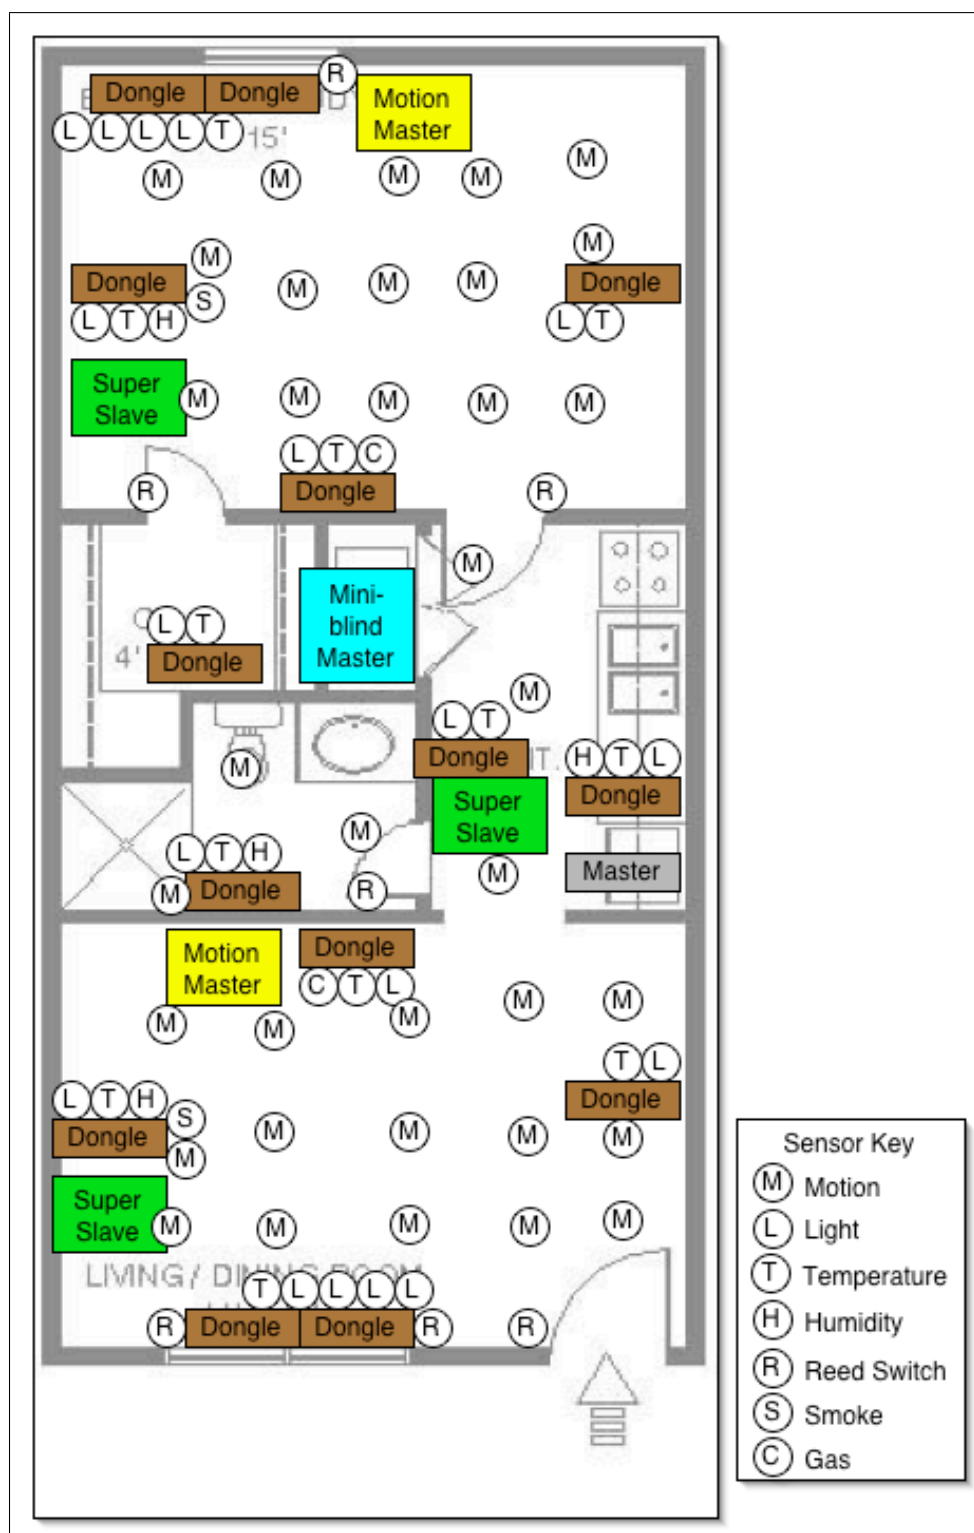 Dongle Dongle R Motion
Master
L L L L T 15'
M M M M M
M M
Dongle S M M M Dongle
L T H L T
Super
Slave M M M M M
L T C
R Dongle R
M
Mini-
blind
Master
L T
4' Dongle
M
L T
Dongle H T L
M Dongle
Super
Slave
M
L T H
M Dongle R M Master
Motion
Master
Dongle
C T L
M M M M M
T L
L T H Dongle
Dongle S M M M M
M
Super
Slave M M M M M
LIVING / DINING ROOM
T L L L L
R Dongle Dongle R R
Sensor Key
M Motion
L Light
T Temperature
H Humidity
R Reed Switch
S Smoke
C Gas